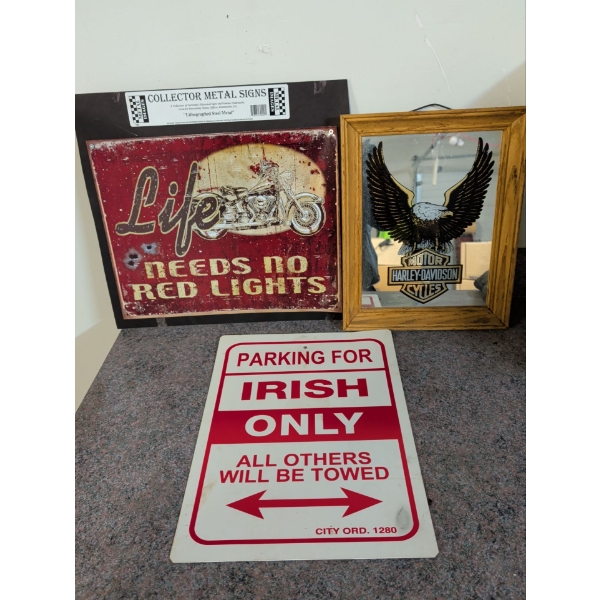 COLLECTOR METAL SIGNS
"Lithographed Steel Metal"
Life
NEEDS NO
RED LIGHTS
MOTOR
HARLEY-DAVIDSON
CYCLES
PARKING FOR
IRISH
ONLY
ALL OTHERS
WILL BE TOWED
CITY ORD. 1280